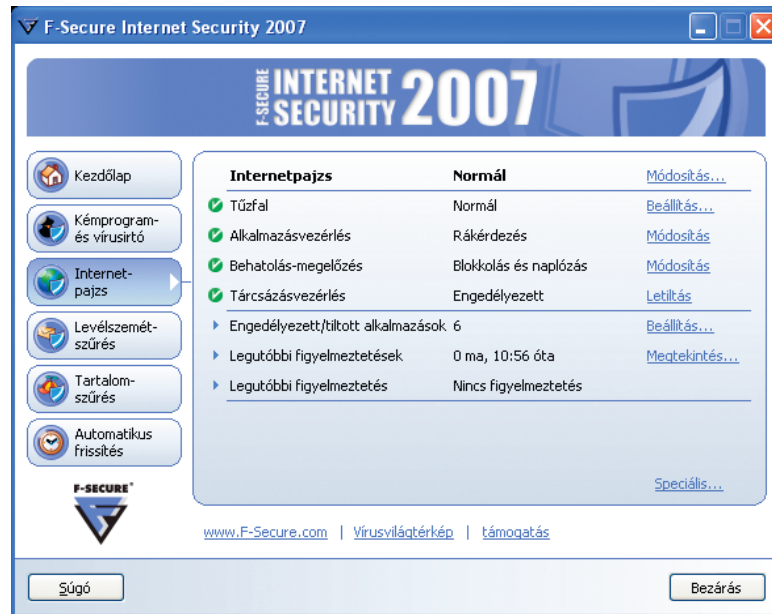 F-Secure Internet Security 2007
F-SECURE INTERNET SECURITY 2007
Kezdőlap
Kémprogram-
és vírusirtó
Internet-
pajzs
Levélszemét-
szűrés
Tartalom-
szűrés
Automatikus
frissítés
F-SECURE®
Internetpajzs Normál Módosítás...
Tűzfal Normál Beállítás...
Alkalmazásvezérlés Rákérdezés Módosítás
Behatolás-megelőzés Blokkolás és naplózás Módosítás
Tárcsázásvezérlés Engedélyezett Letiltás
Engedélyezett/tiltott alkalmazások 6 Beállítás...
Legutóbbi figyelmeztetések 0 ma, 10:56 óta Megtekintés...
Legutóbbi figyelmeztetés Nincs figyelmeztetés
Speciális...
www.F-Secure.com | Vírusvilágtérkép | támogatás
Súgó Bezárás